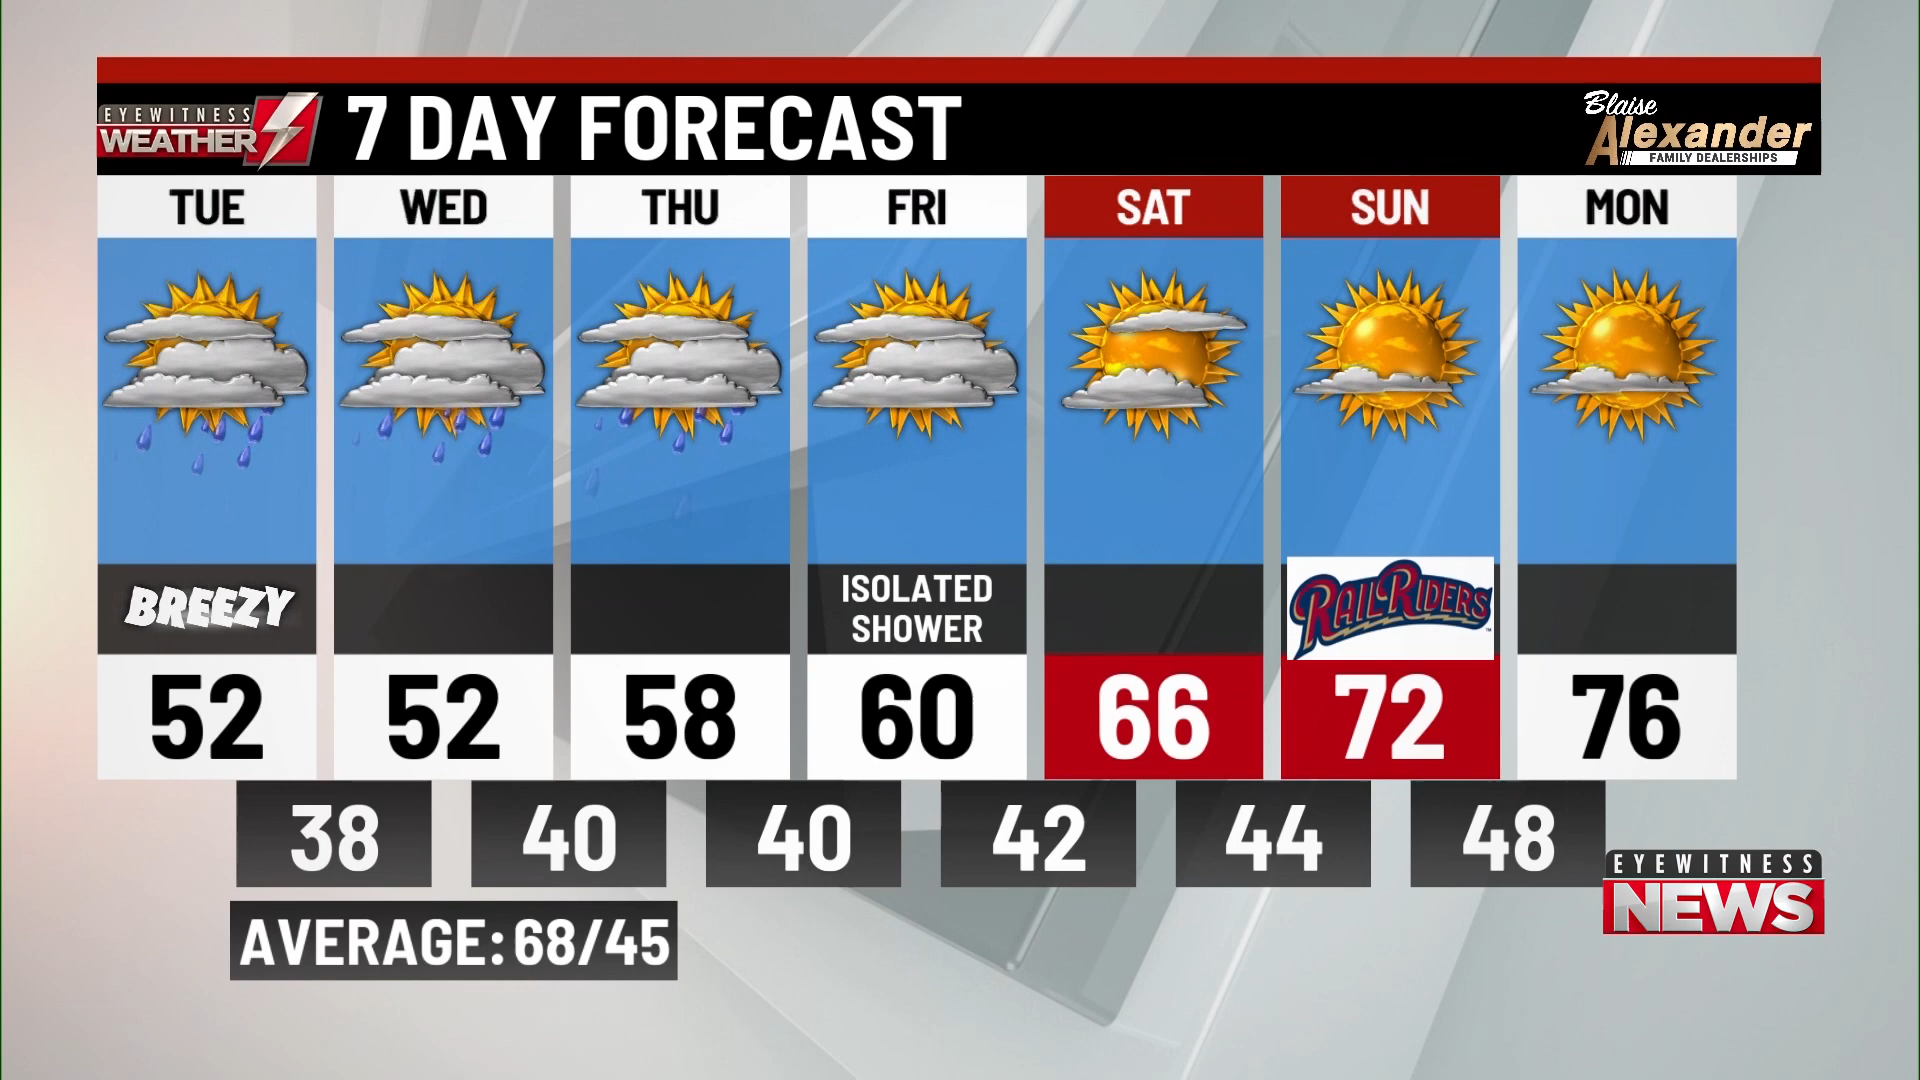 EYEWITNESS
WEATHER
7 DAY FORECAST
Blaise
Alexander
FAMILY DEALERSHIPS
TUE WED THU FRI SAT SUN MON
BREEZY
ISOLATED
SHOWER
RAILRIDERS
52 52 58 60 66 72 76
38 40 40 42 44 48
EYEWITNESS
NEWS
AVERAGE: 68/45